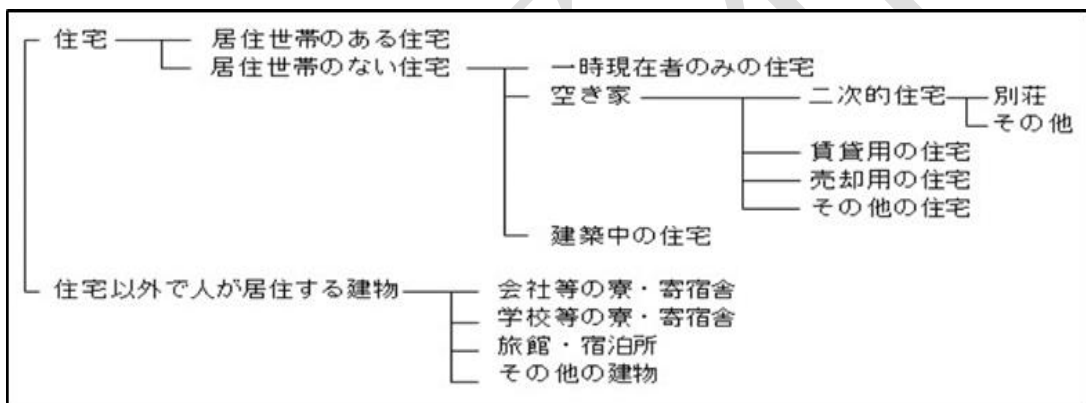 住宅 居住世帯のある住宅
居住世帯のない住宅 一時現在者のみの住宅
空き家 二次的住宅 別荘
その他
賃貸用の住宅
売却用の住宅
その他の住宅
建築中の住宅
住宅以外で人が居住する建物 会社等の寮・寄宿舎
学校等の寮・寄宿舎
旅館・宿泊所
その他の建物